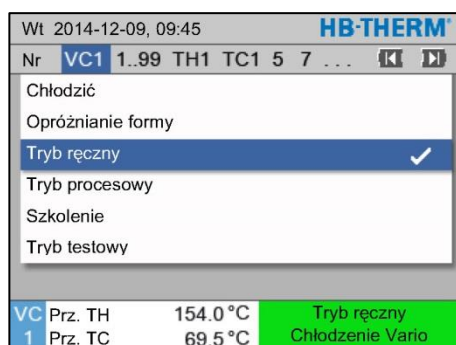 Wt 2014-12-09, 09:45 HB-THERM®
Nr VC1 1..99 TH1 TC1 5 7 ...
Chłodzić
Opróżnianie formy
Tryb ręczny
Tryb procesowy
Szkolenie
Tryb testowy
VC Prz. TH 154.0 °C Tryb ręczny
1 Prz. TC 69.5 °C Chłodzenie Vario